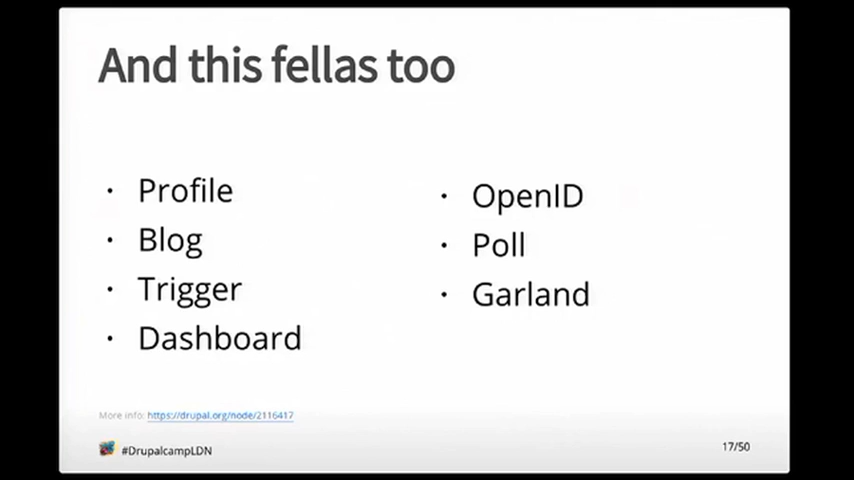 And this fellas too
Profile
Blog
Trigger
Dashboard
OpenID
Poll
Garland
More info: https://drupal.org/node/2116417
#DrupalcampLDN
17/50